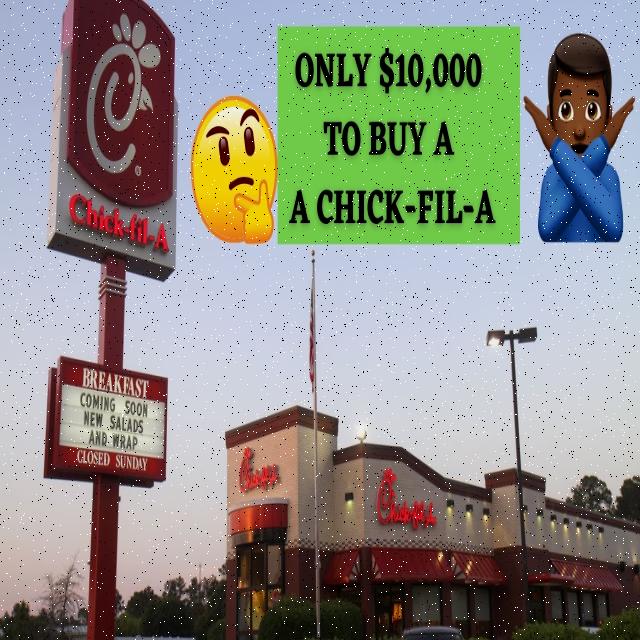 ONLY $10,000
TO BUY A
A CHICK-FIL-A
Chick-fil-A
BREAKFAST
COMING SOON
NEW SALADS
AND WRAP
CLOSED SUNDAY
Chick-fil-A
Chick-fil-A